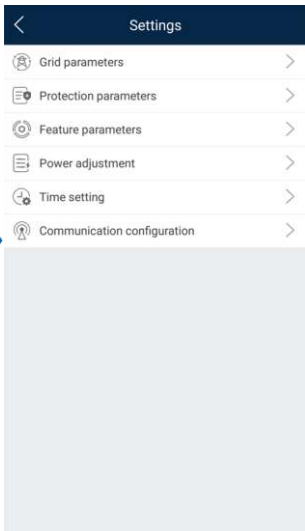 Settings
Grid parameters
Protection parameters
Feature parameters
Power adjustment
Time setting
Communication configuration